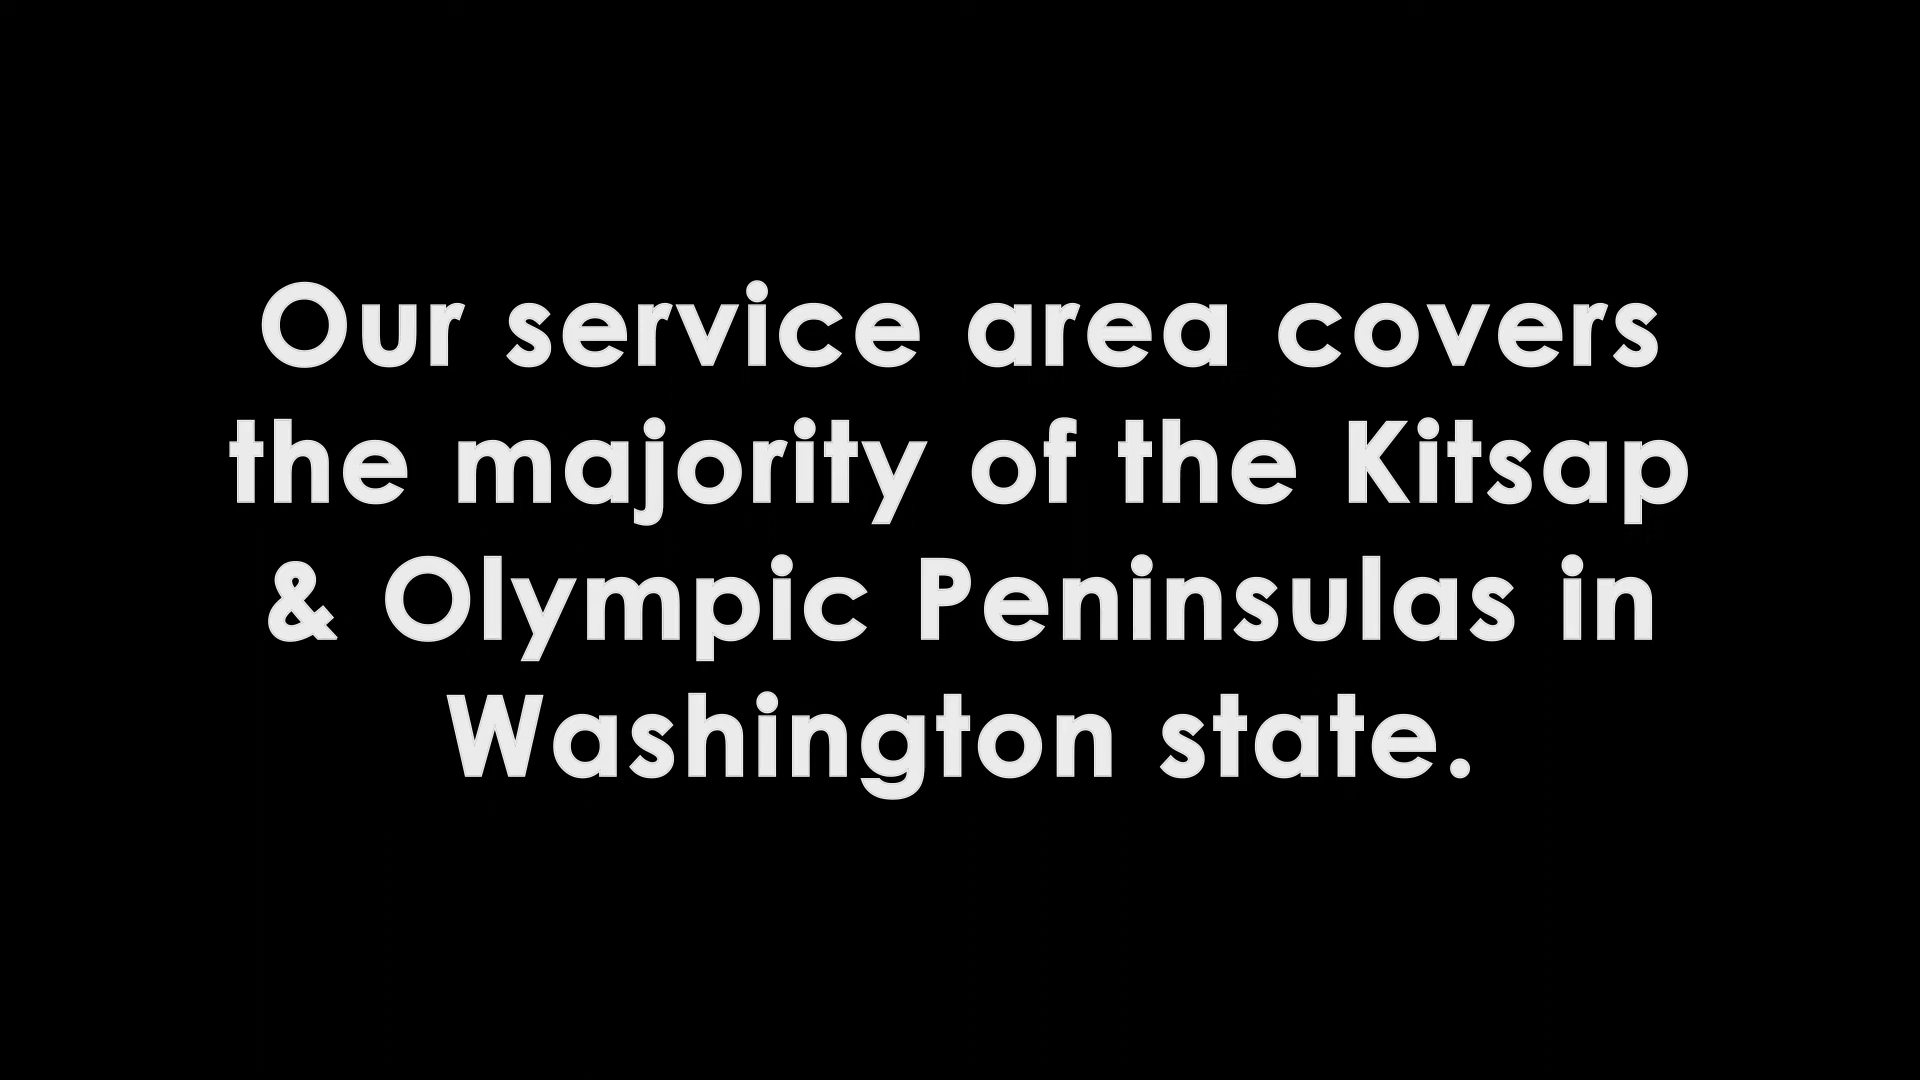 Our service area covers
the majority of the Kitsap
& Olympic Peninsulas in
Washington state.